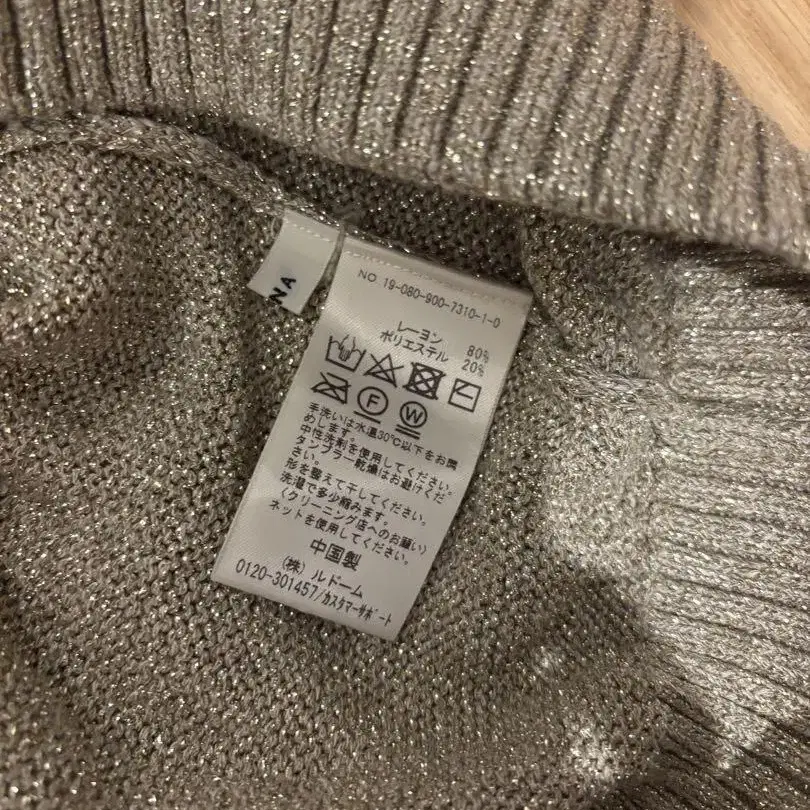 NA
NO 19-080-900-7310-1-0
レーヨン 80%
ポリエステル 20%
F W
手洗いは水温30℃以下をお薦
めします。
中性洗剤を使用してください。
タンブラー乾燥はお避けくだ
さい。
形を整えて干してください。
洗濯で多少縮みます。
(クリーニング店へのお願い)
ネットを使用してください。
中国製
(株) ルドーム
0120-301457/カスタマーサポート